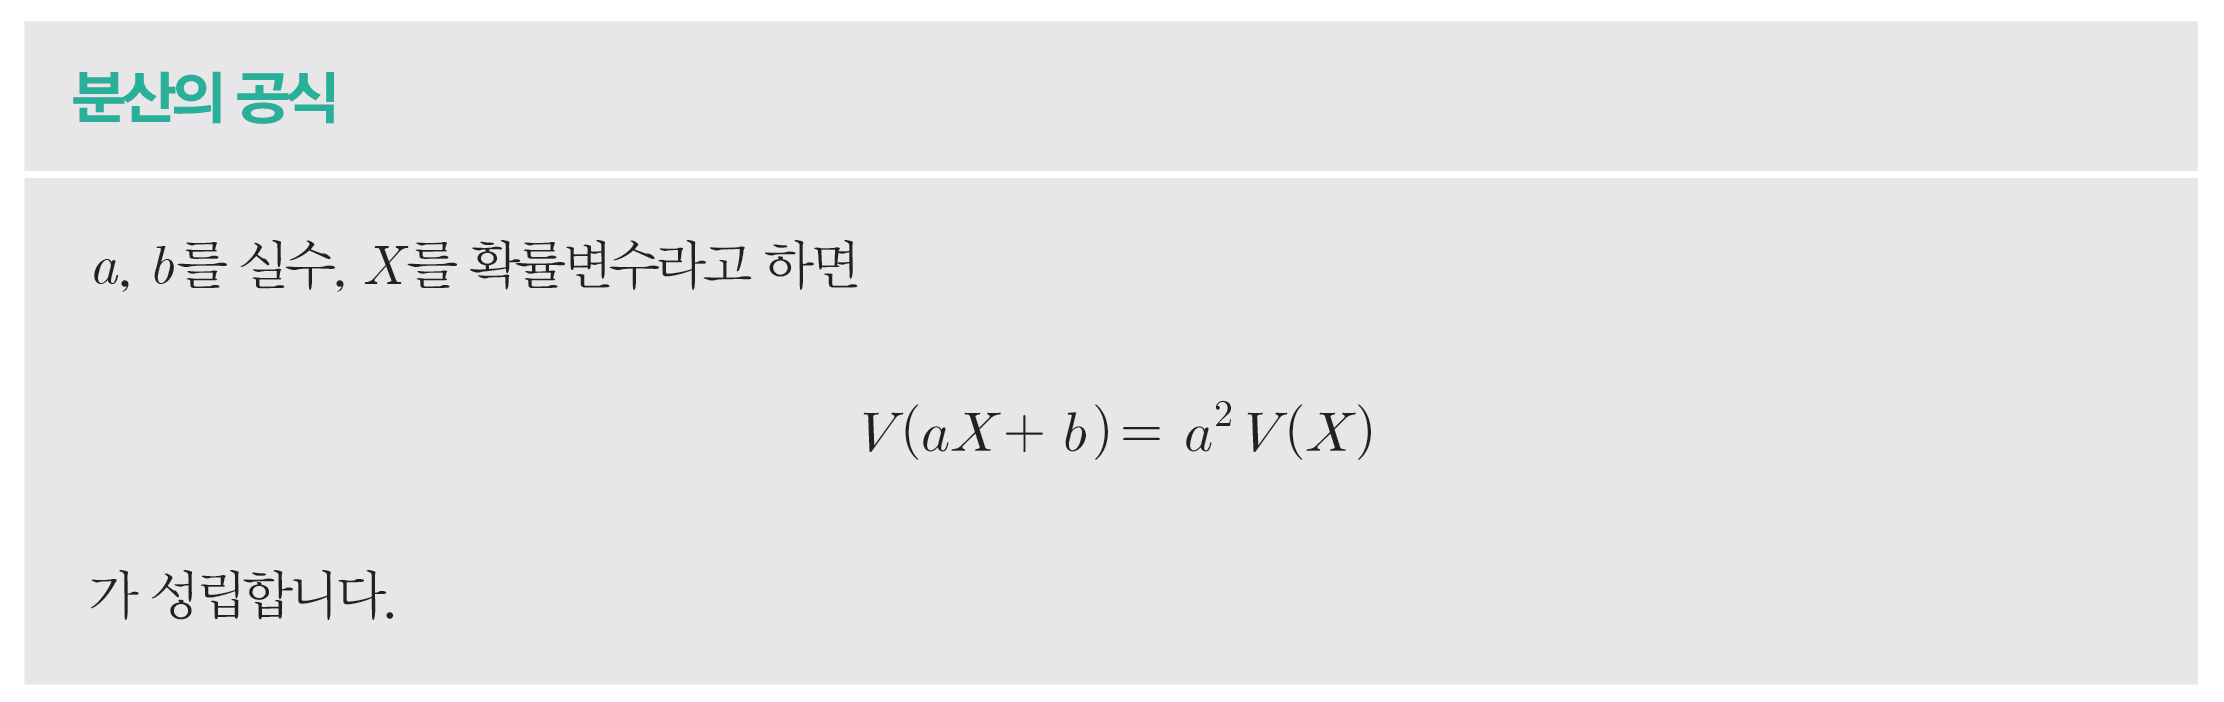 분산의 공식
a, b를 실수, X를 확률변수라고 하면
V(aX+ b)= a² V(X)
가 성립합니다.